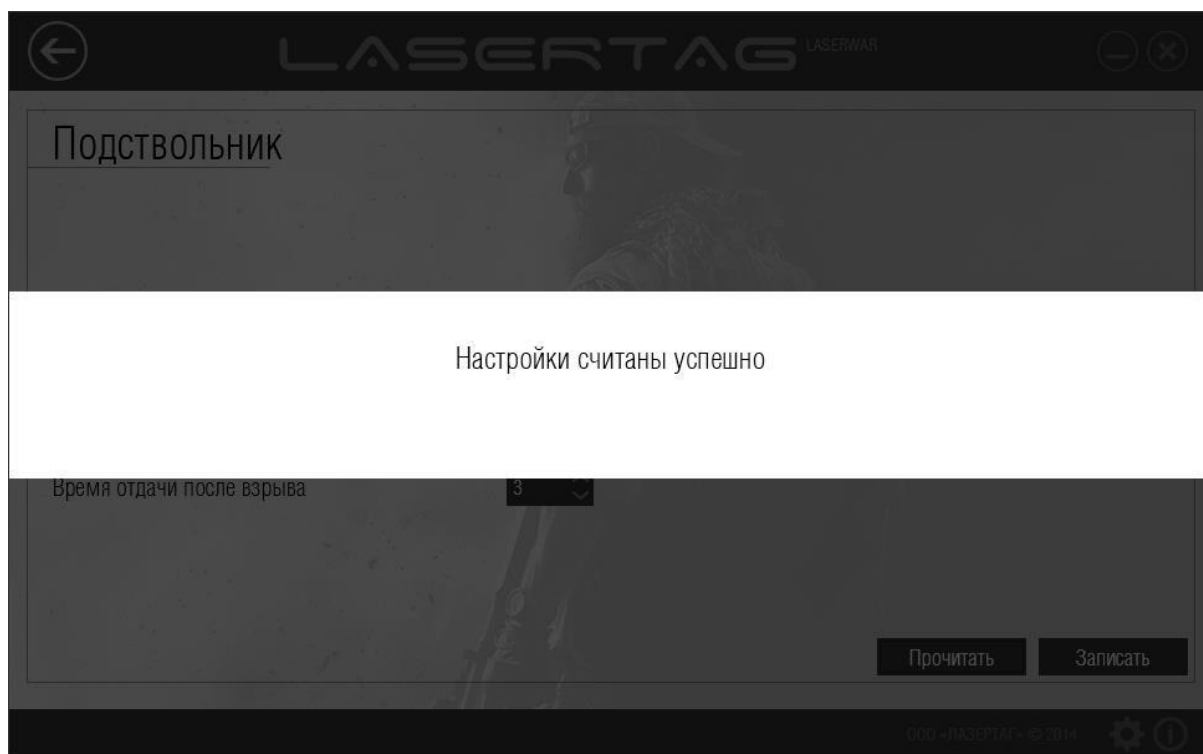 LASERTAG LASERWAR
Подствольник
Настройки считаны успешно
Время отдачи после взрыва 3
Прочитать Записать
ООО «ЛАЗЕРТАГ» © 2014